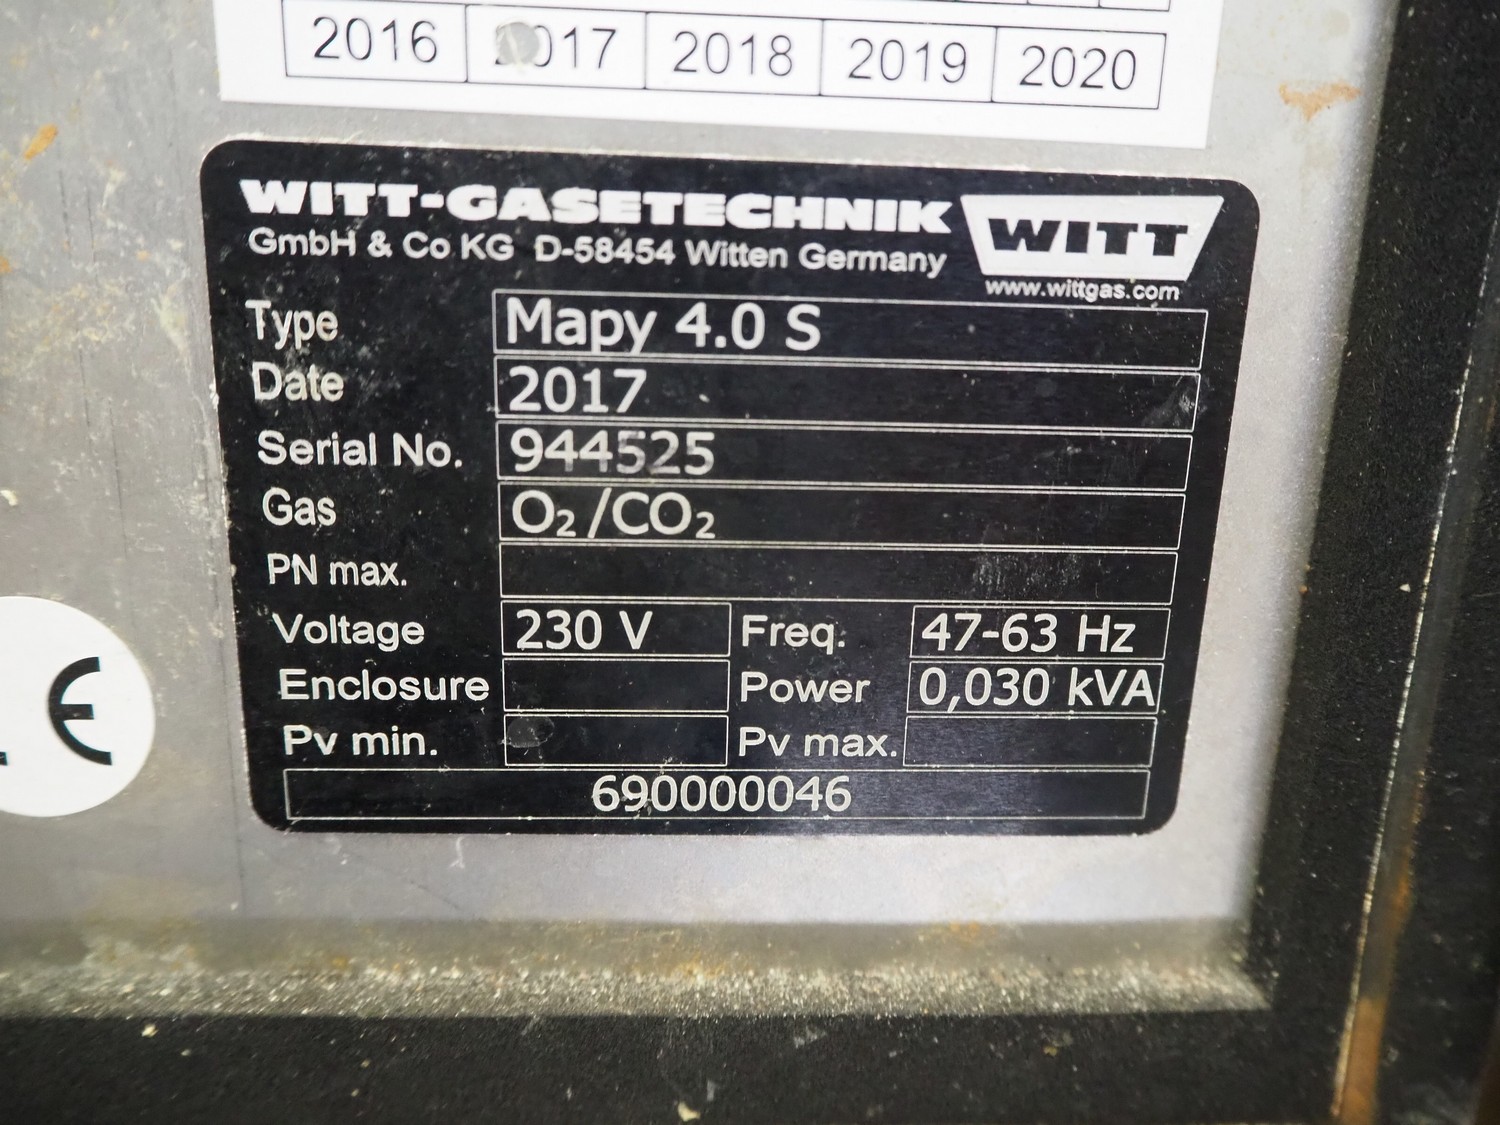 2016 2017 2018 2019 2020
WITT-GASETECHNIK
GmbH & Co KG D-58454 Witten Germany
WITT
www.wittgas.com
Type Mapy 4.0 S
Date 2017
Serial No. 944525
Gas O₂/CO₂
PN max.
Voltage 230 V Freq. 47-63 Hz
Enclosure Power 0,030 kVA
Pv min. Pv max.
690000046
CE